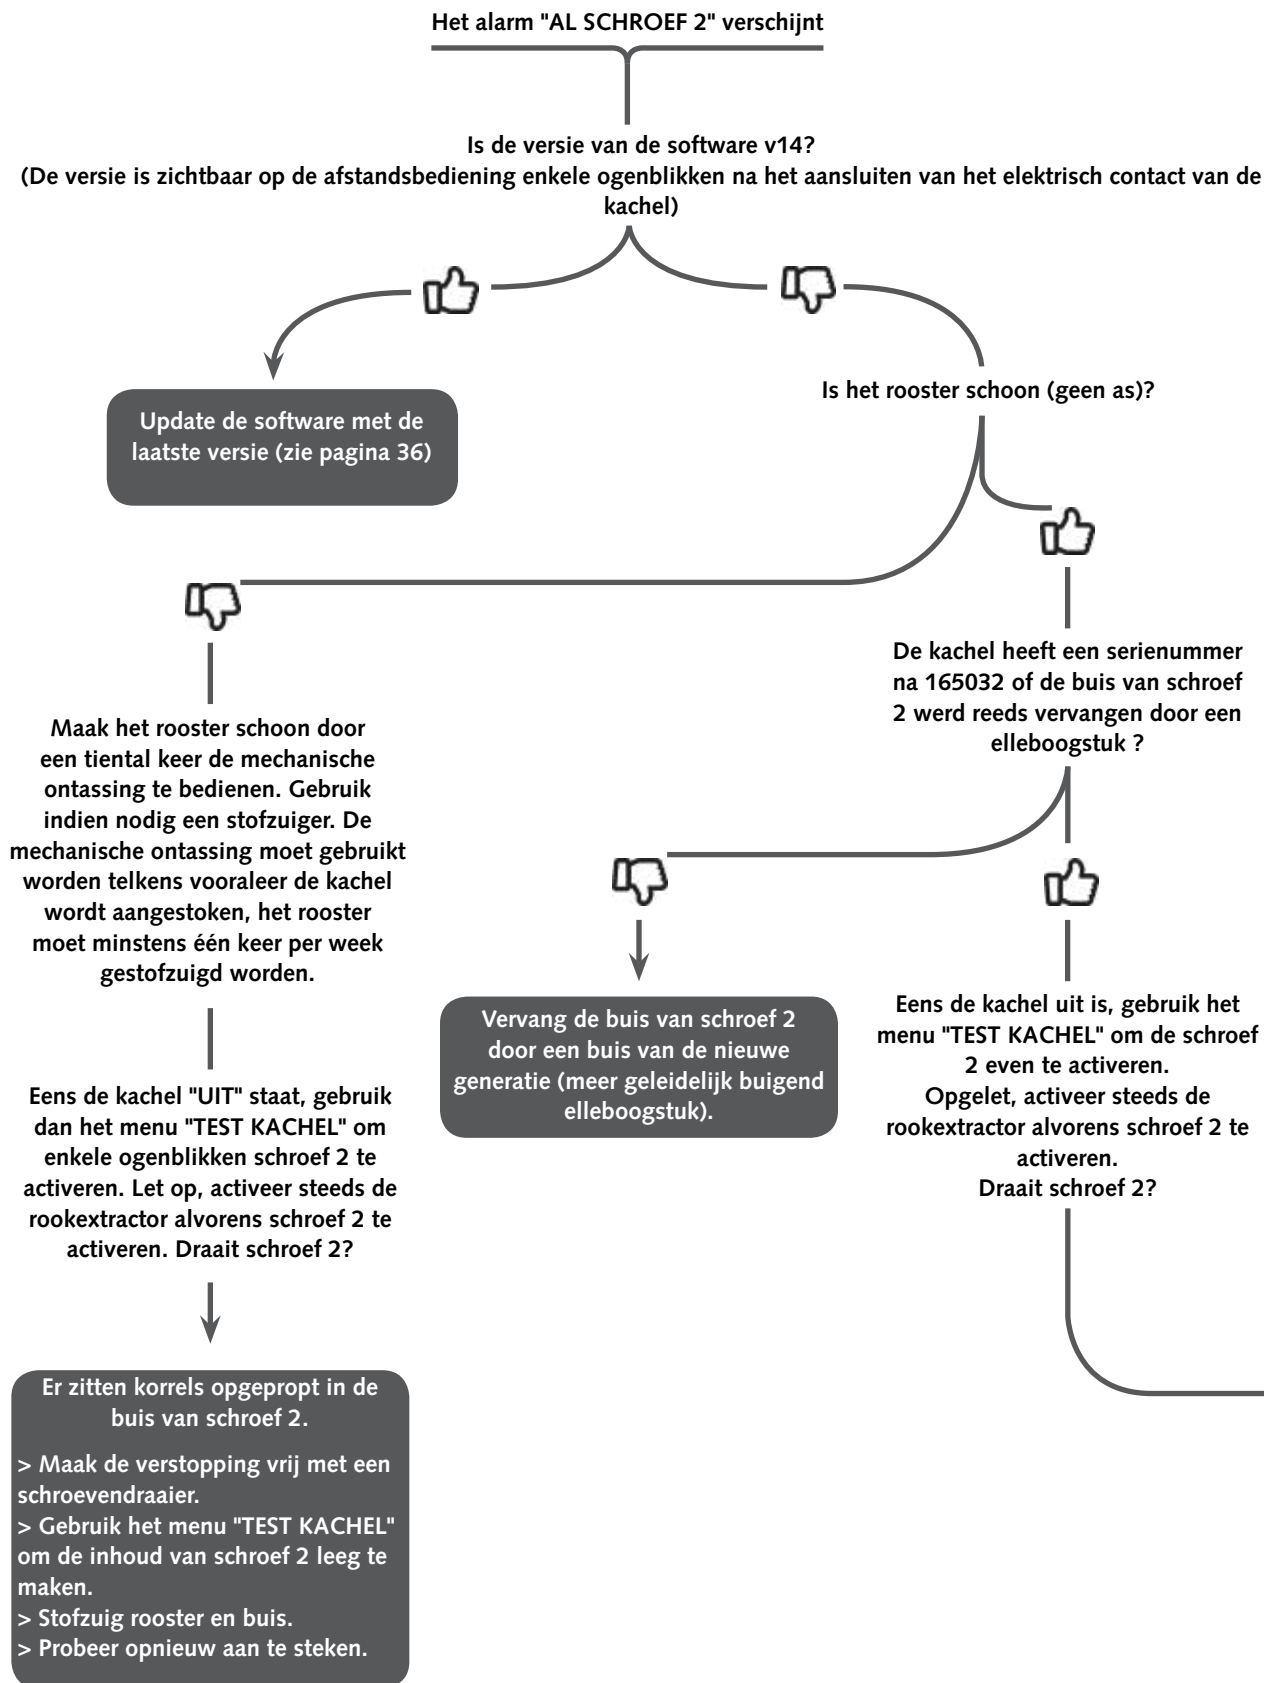 Het alarm "AL SCHROEF 2" verschijnt
Is de versie van de software v14?
(De versie is zichtbaar op de afstandsbediening enkele ogenblikken na het aansluiten van het elektrisch contact van de
kachel)
Update de software met de
laatste versie (zie pagina 36)
Is het rooster schoon (geen as)?
Maak het rooster schoon door
een tiental keer de mechanische
ontassing te bedienen. Gebruik
indien nodig een stofzuiger. De
mechanische ontassing moet gebruikt
worden telkens vooraleer de kachel
wordt aangestoken, het rooster
moet minstens één keer per week
gestofzuigd worden.
Eens de kachel "UIT" staat, gebruik
dan het menu "TEST KACHEL" om
enkele ogenblikken schroef 2 te
activeren. Let op, activeer steeds de
rookextractor alvorens schroef 2 te
activeren. Draait schroef 2?
Er zitten korrels opgepropt in de
buis van schroef 2.
> Maak de verstopping vrij met een
schroevendraaier.
> Gebruik het menu "TEST KACHEL"
om de inhoud van schroef 2 leeg te
maken.
> Stofzuig rooster en buis.
> Probeer opnieuw aan te steken.
De kachel heeft een serienummer
na 165032 of de buis van schroef
2 werd reeds vervangen door een
elleboogstuk ?
Vervang de buis van schroef 2
door een buis van de nieuwe
generatie (meer geleidelijk buigend
elleboogstuk).
Eens de kachel uit is, gebruik het
menu "TEST KACHEL" om de schroef
2 even te activeren.
Opgelet, activeer steeds de
rookextractor alvorens schroef 2 te
activeren.
Draait schroef 2?